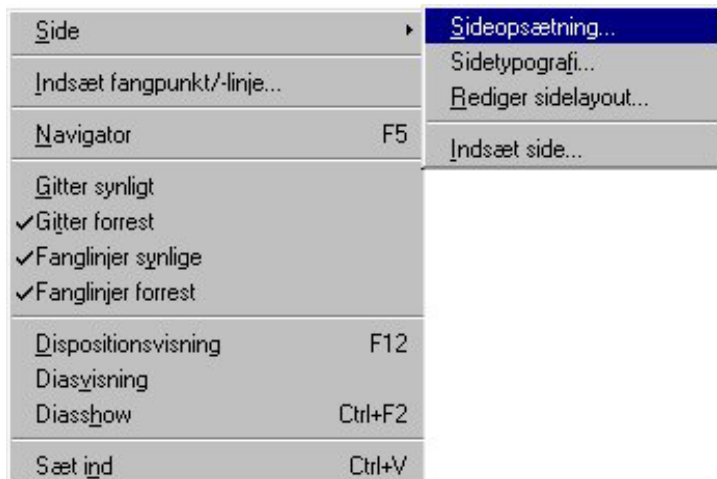 Side
Indsæt fangpunkt/-linje...
Navigator F5
Gitter synligt
Gitter forrest
Fanglinjer synlige
Fanglinjer forrest
Dispositionsvisning F12
Diasvisning
Diasshow Ctrl+F2
Sæt ind Ctrl+V
Sideopsætning...
Sidetypografi...
Rediger sidelayout...
Indsæt side...